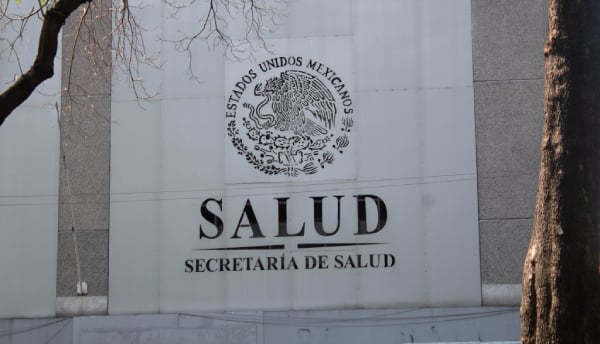 ESTADOS UNIDOS MEXICANOS
SALUD
SECRETARÍA DE SALUD